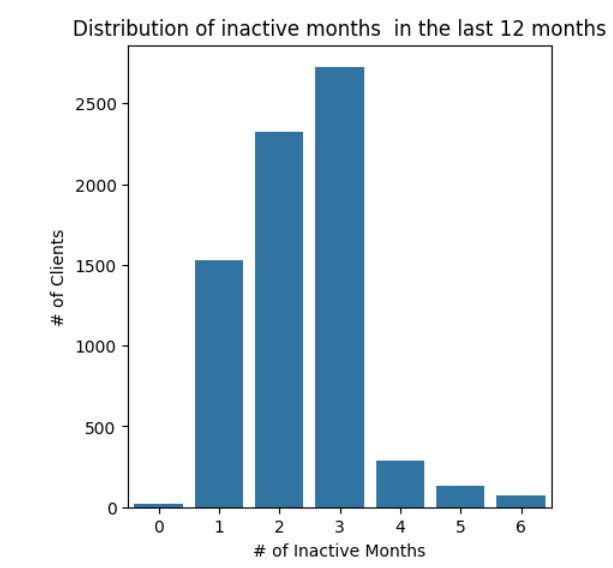 Distribution of inactive months  in the last 12 months
2500
2000
1500
1000
500
0
# of Clients
0 1 2 3 4 5 6
# of Inactive Months